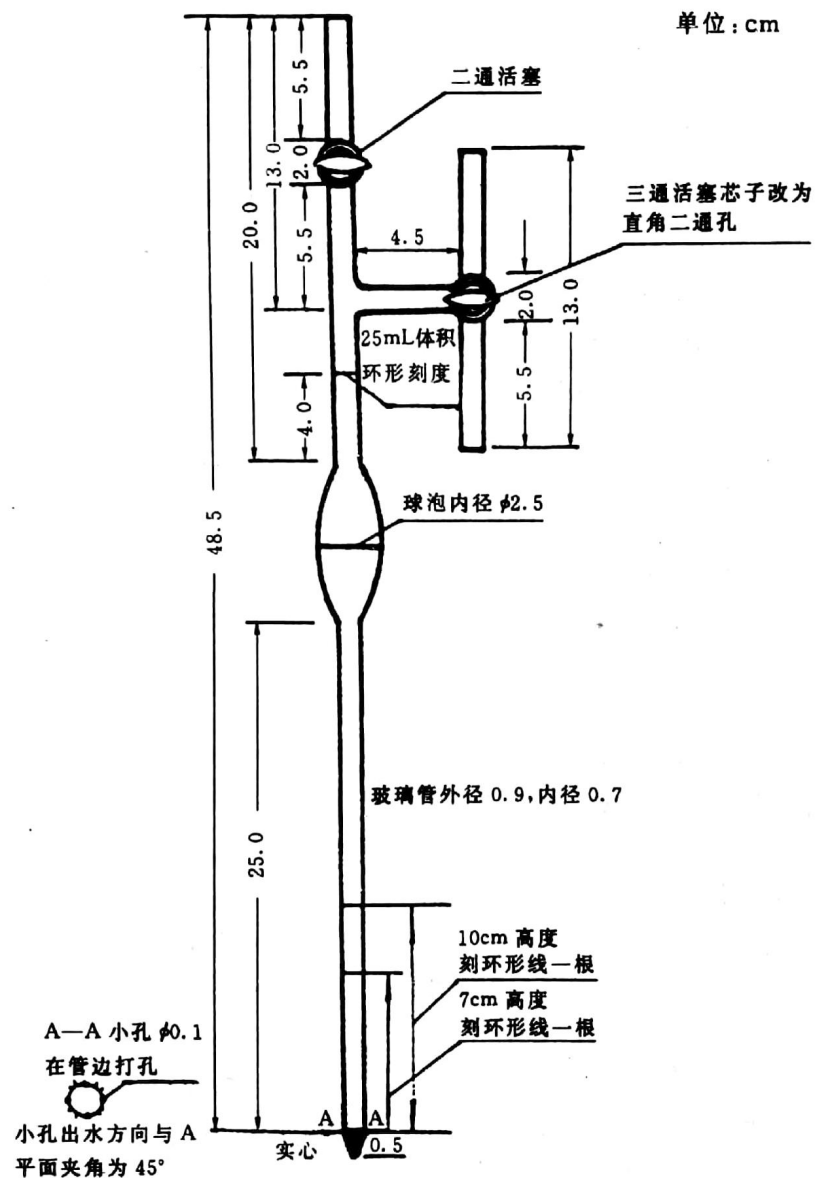 单位:cm
二通活塞
三通活塞芯子改为
直角二通孔
5.5
2.0
13.0
20.0
5.5
4.5
2.0
13.0
5.5
25mL体积
环形刻度
4.0
球泡内径 ϕ2.5
48.5
25.0
玻璃管外径 0.9,内径 0.7
10cm 高度
刻环形线一根
7cm 高度
刻环形线一根
A—A 小孔 ϕ0.1
在管边打孔
小孔出水方向与 A
平面夹角为 45°
A A
实心
0.5